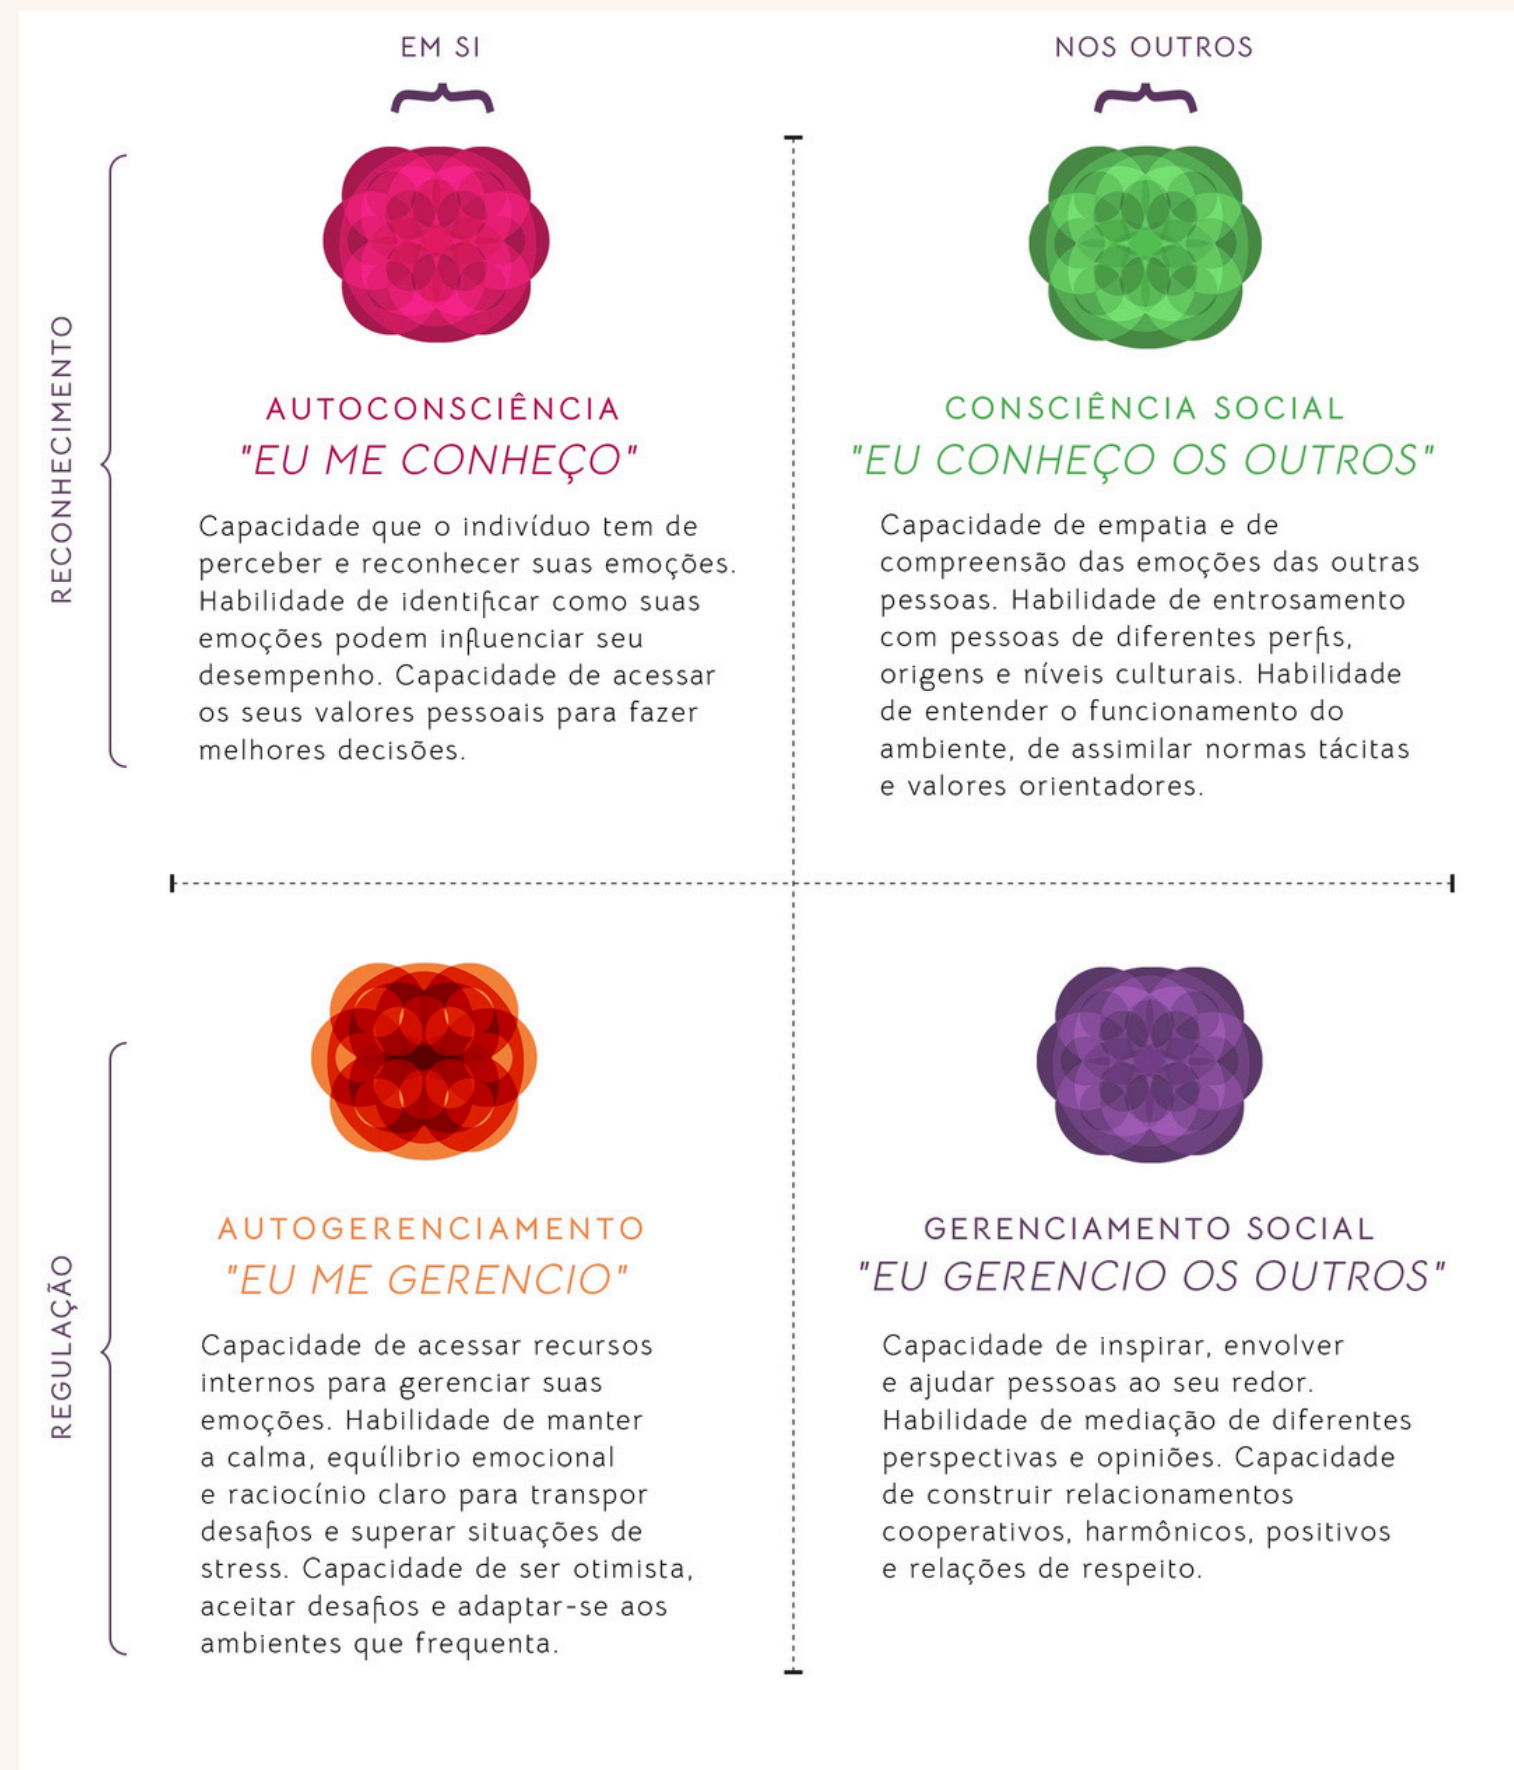 EM SI
NOS OUTROS
RECONHECIMENTO
AUTOCONSCIÊNCIA
"EU ME CONHEÇO"
Capacidade que o indivíduo tem de
perceber e reconhecer suas emoções.
Habilidade de identificar como suas
emoções podem influenciar seu
desempenho. Capacidade de acessar
os seus valores pessoais para fazer
melhores decisões.
CONSCIÊNCIA SOCIAL
"EU CONHEÇO OS OUTROS"
Capacidade de empatia e de
compreensão das emoções das outras
pessoas. Habilidade de entrosamento
com pessoas de diferentes perfis,
origens e níveis culturais. Habilidade
de entender o funcionamento do
ambiente, de assimilar normas tácitas
e valores orientadores.
REGULAÇÃO
AUTOGERENCIAMENTO
"EU ME GERENCIO"
Capacidade de acessar recursos
internos para gerenciar suas
emoções. Habilidade de manter
a calma, equílibrio emocional
e raciocínio claro para transpor
desafios e superar situações de
stress. Capacidade de ser otimista,
aceitar desafios e adaptar-se aos
ambientes que frequenta.
GERENCIAMENTO SOCIAL
"EU GERENCIO OS OUTROS"
Capacidade de inspirar, envolver
e ajudar pessoas ao seu redor.
Habilidade de mediação de diferentes
perspectivas e opiniões. Capacidade
de construir relacionamentos
cooperativos, harmônicos, positivos
e relações de respeito.